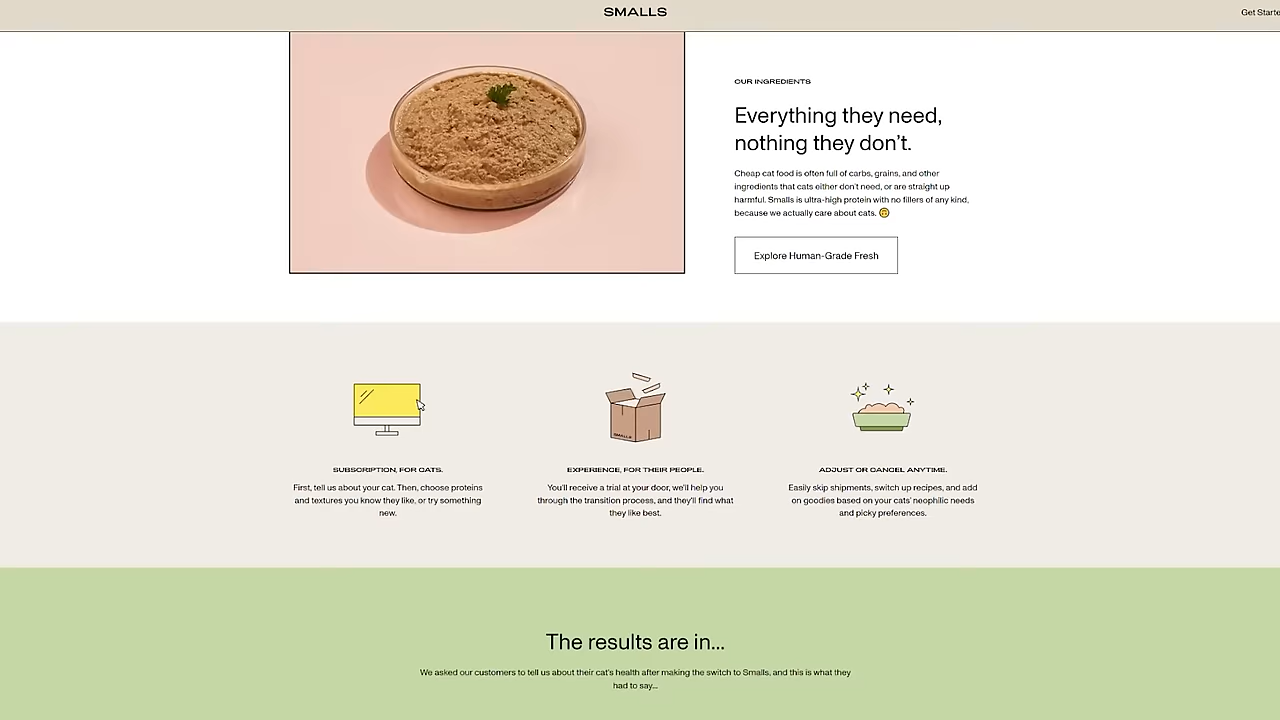 SMALLS
Get Starte
OUR INGREDIENTS
Everything they need,
nothing they don't.
Cheap cat food is often full of carbs, grains, and other
ingredients that cats either don't need, or are straight up
harmful. Smalls is ultra-high protein with no fillers of any kind,
because we actually care about cats. 🙃
Explore Human-Grade Fresh
SMALLS
SUBSCRIPTION, FOR CATS.
First, tell us about your cat. Then, choose proteins
and textures you know they like, or try something
new.
EXPERIENCE, FOR THEIR PEOPLE.
You'll receive a trial at your door, we'll help you
through the transition process, and they'll find what
they like best.
ADJUST OR CANCEL ANYTIME.
Easily skip shipments, switch up recipes, and add
on goodies based on your cats' neophilic needs
and picky preferences.
The results are in...
We asked our customers to tell us about their cat's health after making the switch to Smalls, and this is what they
had to say...